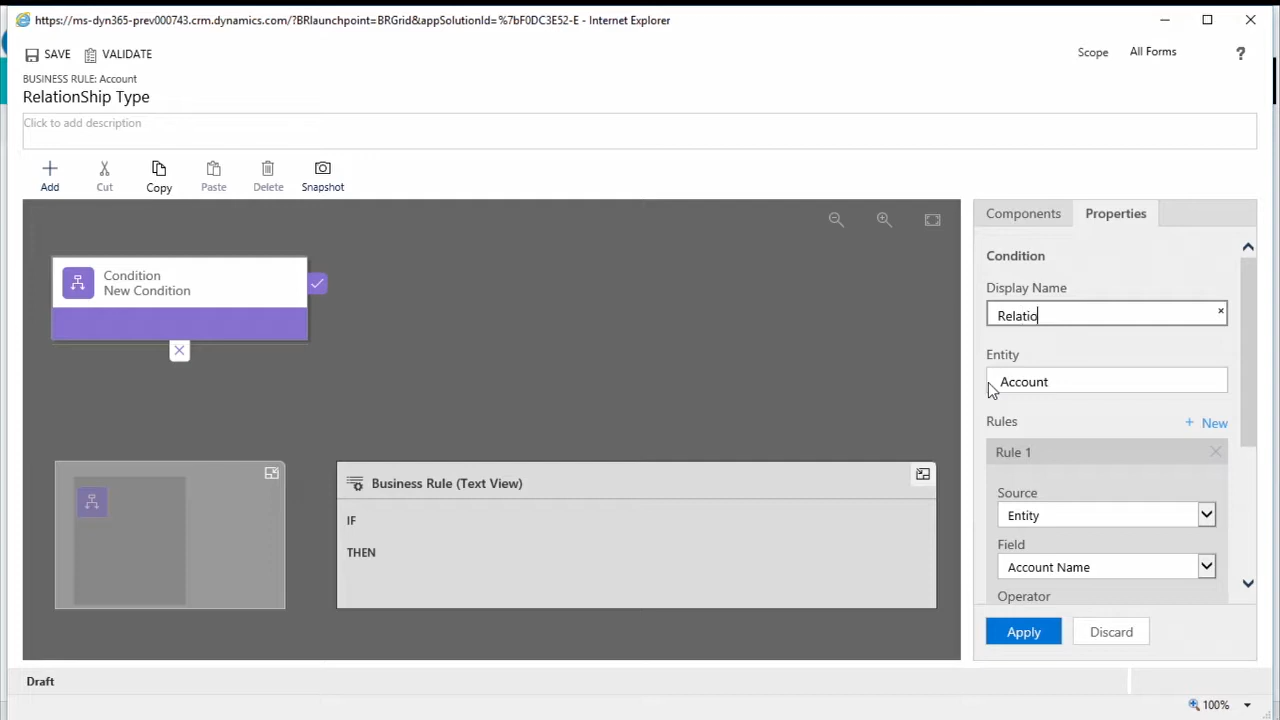 https://ms-dyn365-prev000743.crm.dynamics.com/?BRlaunchpoint=BRGrid&appSolutionId=%7bF0DC3E52-E - Internet Explorer
SAVE VALIDATE
Scope All Forms ?
BUSINESS RULE: Account
RelationShip Type
Click to add description
Add Cut Copy Paste Delete Snapshot
Components Properties
Condition
New Condition
Condition
Display Name
Relatio
Entity
Account
Rules + New
Rule 1
Source
Entity
Field
Account Name
Operator
Business Rule (Text View)
IF
THEN
Apply Discard
Draft
100%